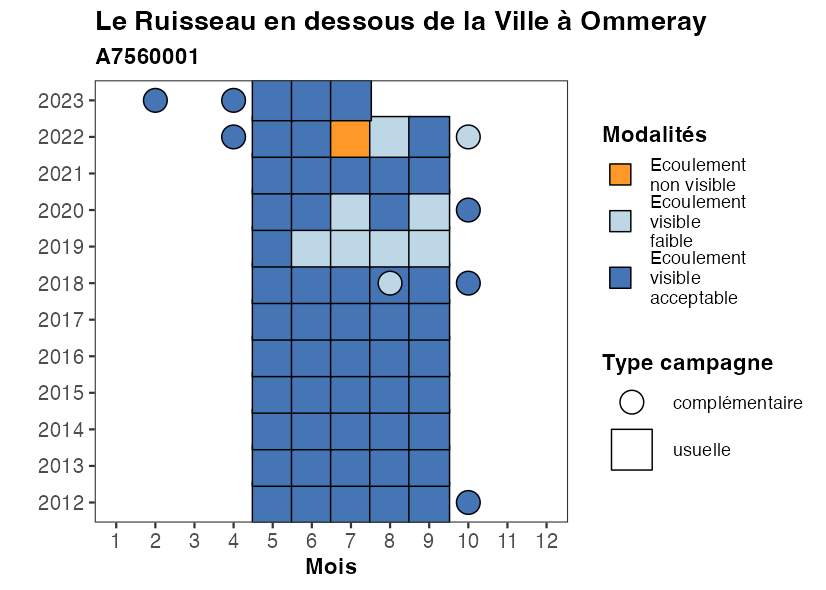 Le Ruisseau en dessous de la Ville à Ommeray
A7560001
2023
2022
2021
2020
2019
2018
2017
2016
2015
2014
2013
2012
1 2 3 4 5 6 7 8 9 10 11 12
Mois
Modalités
Ecoulement
non visible
Ecoulement
visible
faible
Ecoulement
visible
acceptable
Type campagne
complémentaire
usuelle